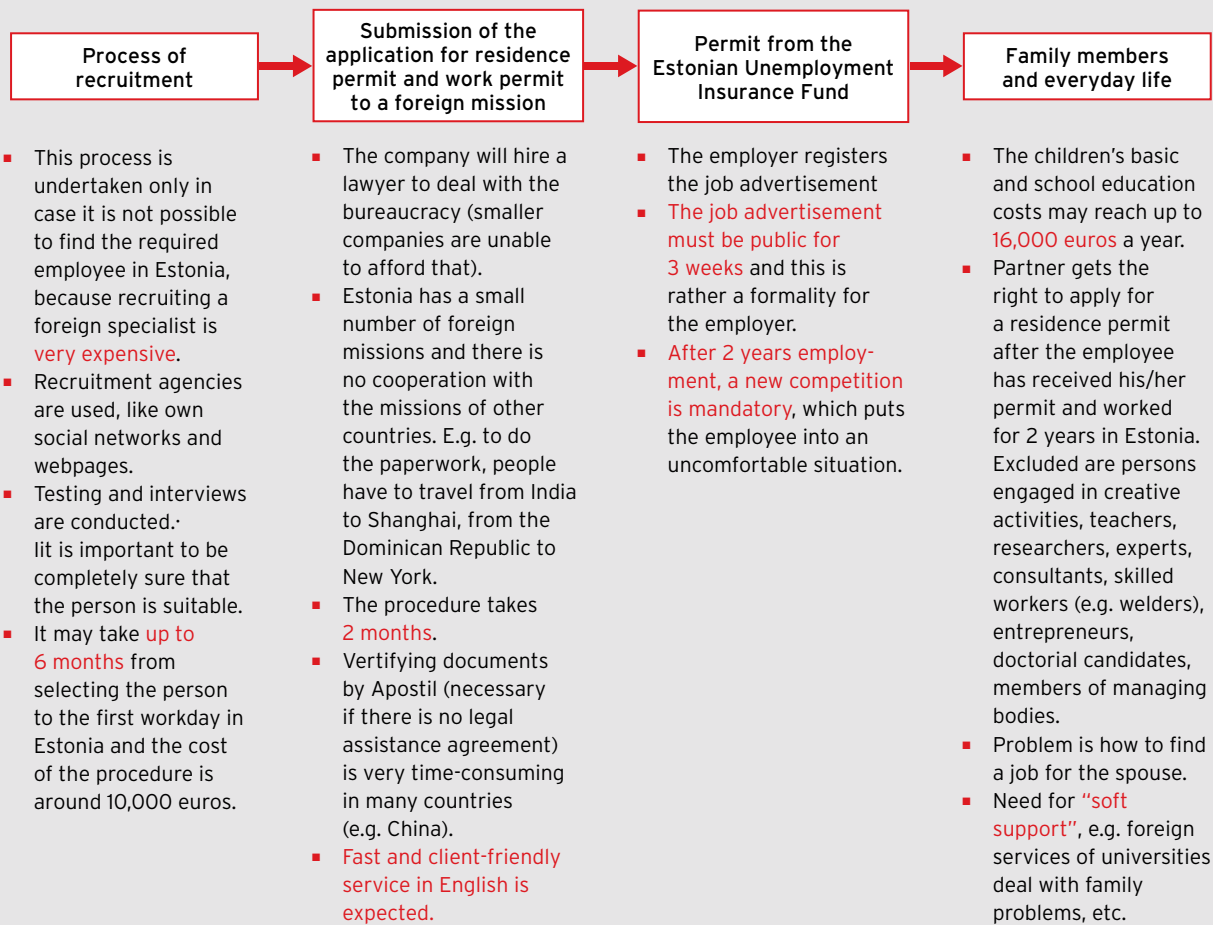 Process of
recruitment
Submission of the
application for residence
permit and work permit
to a foreign mission
Permit from the
Estonian Unemployment
Insurance Fund
Family members
and everyday life
▪ This process is
undertaken only in
case it is not possible
to find the required
employee in Estonia,
because recruiting a
foreign specialist is
very expensive.
▪ Recruitment agencies
are used, like own
social networks and
webpages.
▪ Testing and interviews
are conducted.·
Iit is important to be
completely sure that
the person is suitable.
▪ It may take up to
6 months from
selecting the person
to the first workday in
Estonia and the cost
of the procedure is
around 10,000 euros.
▪ The company will hire a
lawyer to deal with the
bureaucracy (smaller
companies are unable
to afford that).
▪ Estonia has a small
number of foreign
missions and there is
no cooperation with
the missions of other
countries. E.g. to do
the paperwork, people
have to travel from India
to Shanghai, from the
Dominican Republic to
New York.
▪ The procedure takes
2 months.
▪ Vertifying documents
by Apostil (necessary
if there is no legal
assistance agreement)
is very time-consuming
in many countries
(e.g. China).
▪ Fast and client-friendly
service in English is
expected.
▪ The employer registers
the job advertisement
▪ The job advertisement
must be public for
3 weeks and this is
rather a formality for
the employer.
▪ After 2 years employ-
ment, a new competition
is mandatory, which puts
the employee into an
uncomfortable situation.
▪ The children's basic
and school education
costs may reach up to
16,000 euros a year.
▪ Partner gets the
right to apply for
a residence permit
after the employee
has received his/her
permit and worked
for 2 years in Estonia.
Excluded are persons
engaged in creative
activities, teachers,
researchers, experts,
consultants, skilled
workers (e.g. welders),
entrepreneurs,
doctorial candidates,
members of managing
bodies.
▪ Problem is how to find
a job for the spouse.
▪ Need for "soft
support", e.g. foreign
services of universities
deal with family
problems, etc.